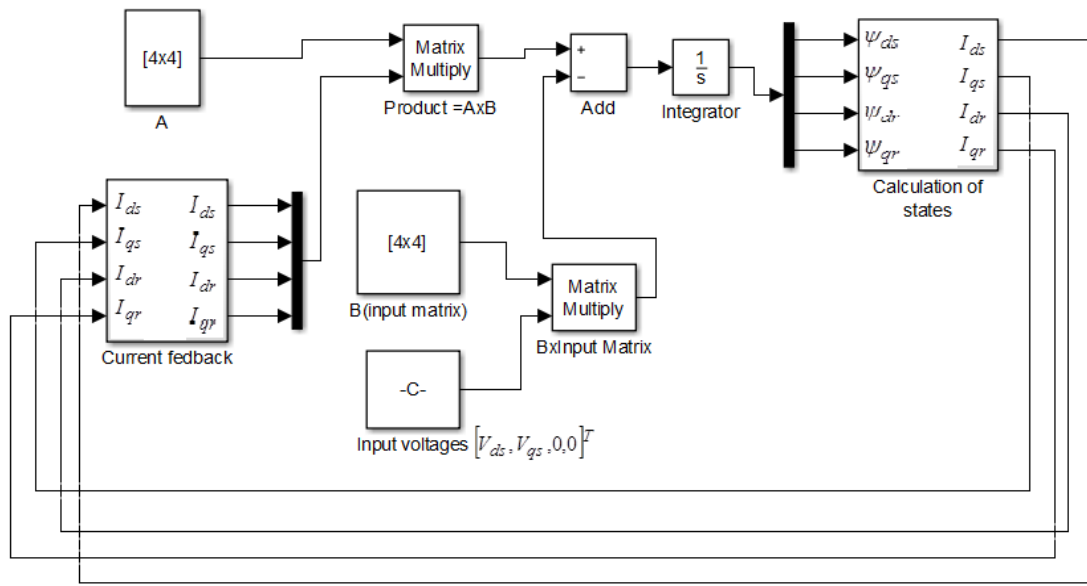 [4x4]
A
Matrix
Multiply
Product =AxB
+
−
Add
1
s
Integrator
ψds Ids
ψqs Iqs
ψdr Idr
ψqr Iqr
Calculation of
states
Ids Ids
Iqs Iqs
Idr Idr
Iqr Iqr
Current fedback
[4x4]
B(input matrix)
Matrix
Multiply
BxInput Matrix
-C-
Input voltages [Vds,Vqs,0,0]T